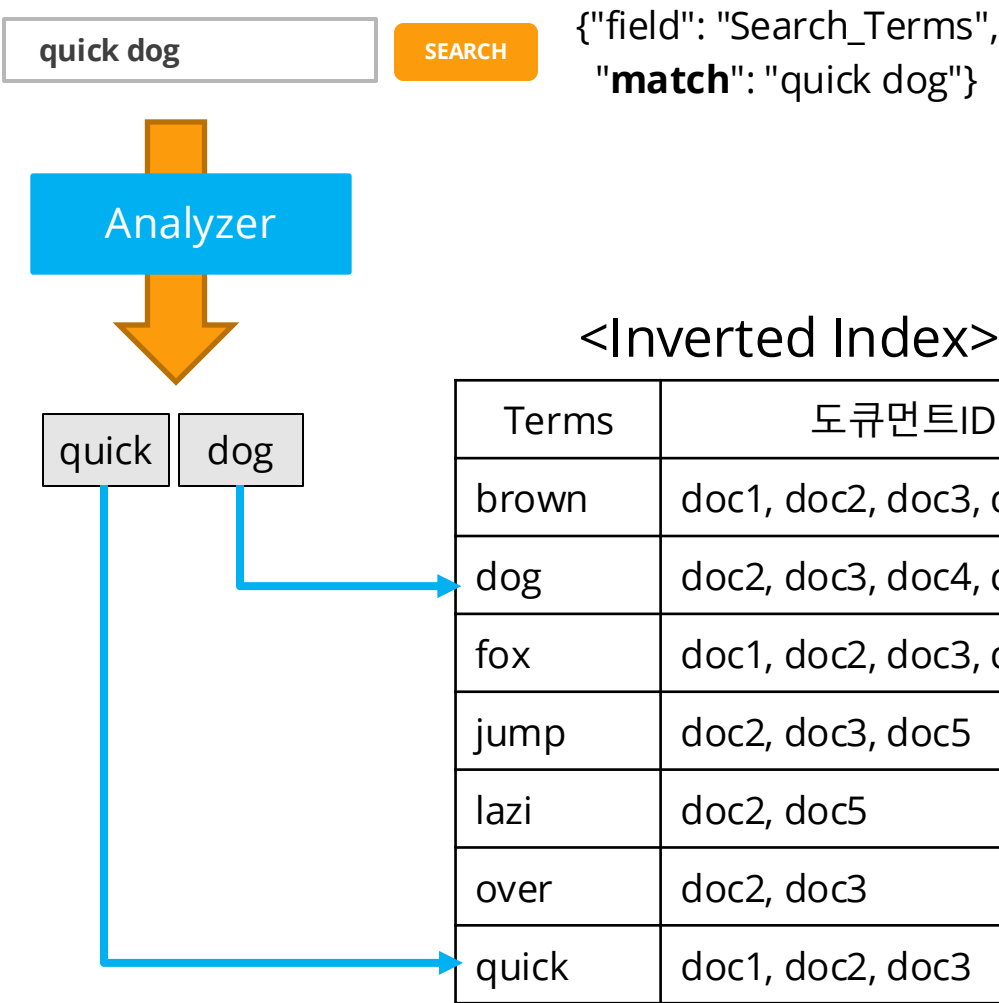 quick dog
SEARCH
{"field": "Search_Terms",
"match": "quick dog"}
Analyzer
<Inverted Index>
quick dog
Terms 도큐먼트ID
brown doc1, doc2, doc3,
dog doc2, doc3, doc4,
fox doc1, doc2, doc3,
jump doc2, doc3, doc5
lazi doc2, doc5
over doc2, doc3
quick doc1, doc2, doc3